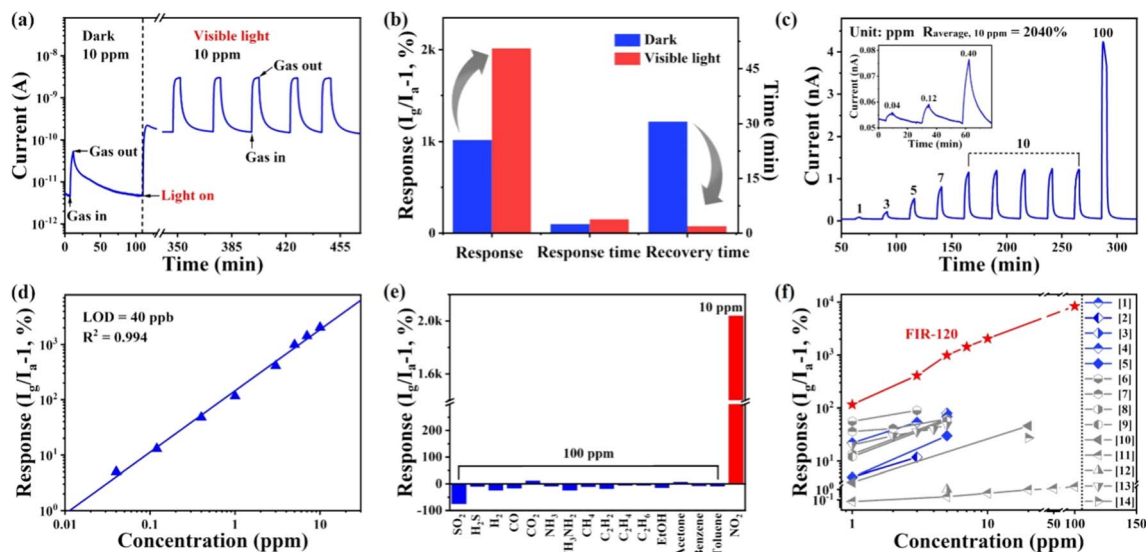 (a)
Dark
10 ppm
Visible light
10 ppm
Gas out
Gas in
Gas out
Light on
Gas in
Current (A)
10⁻³
10⁻⁸
10⁻⁹
10⁻¹⁰
10⁻¹¹
10⁻¹²
0 50 100 350 385 420 455
Time (min)
(b)
Dark
Visible light
Response (Ig/Ia-1, %)
2k
1k
0
Time (min)
45
30
15
0
Response Response time Recovery time
(c)
Unit: ppm Raverage, 10 ppm = 2040%
100
Current (nA)
0.08
0.07
0.06
0.05
0.04
0.12
0.40
0 20 40 60
Time (min)
10
1
3
5
7
Current (nA)
4
3
2
1
0
50 100 150 200 250 300
Time (min)
(d)
LOD = 40 ppb
R² = 0.994
Response (Ig/Ia-1, %)
10³
10²
10¹
10⁰
0.01 0.1 1 10
Concentration (ppm)
(e)
10 ppm
100 ppm
Response (Ig/Ia-1, %)
2.0k
1.6k
100
0
-100
SO₂
H₂S
H₂
CO
CO₂
NH₃
H₃NH₂
CH₄
C₂H₂
C₂H₄
C₂H₆
EtOH
Acetone
Benzene
Toluene
NO₂
(f)
FIR-120
Response (Ig/Ia-1, %)
10⁴
10³
10²
10¹
10⁰
10⁻¹
1 10 50 100 150
Concentration (ppm)
[1]
[2]
[3]
[4]
[5]
[6]
[7]
[8]
[9]
[10]
[11]
[12]
[13]
[14]